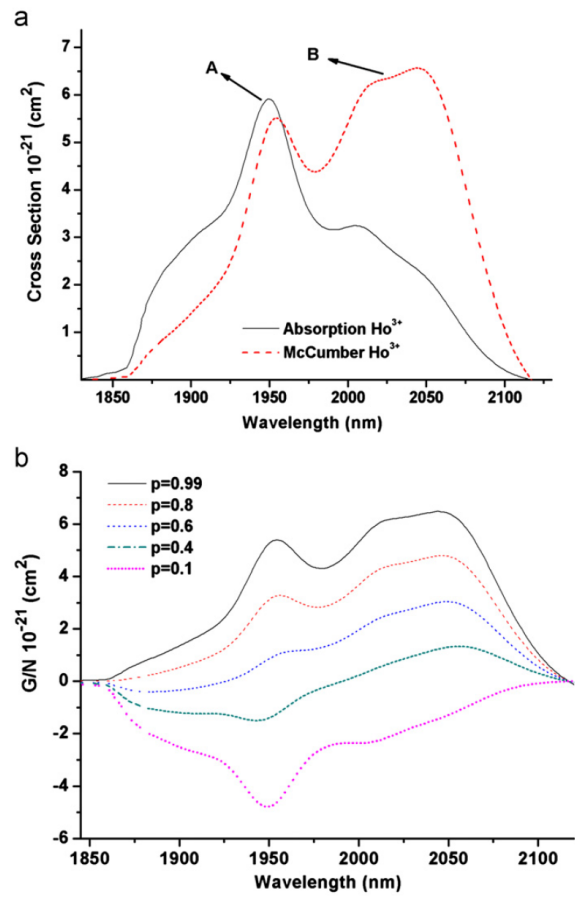 a
7
6
5
4
3
2
1
Cross Section 10⁻²¹ (cm²)
A
B
Absorption Ho³⁺
McCumber Ho³⁺
1850 1900 1950 2000 2050 2100
Wavelength (nm)
b
8
6
4
2
0
-2
-4
-6
G/N 10⁻²¹ (cm²)
p=0.99
p=0.8
p=0.6
p=0.4
p=0.1
1850 1900 1950 2000 2050 2100
Wavelength (nm)